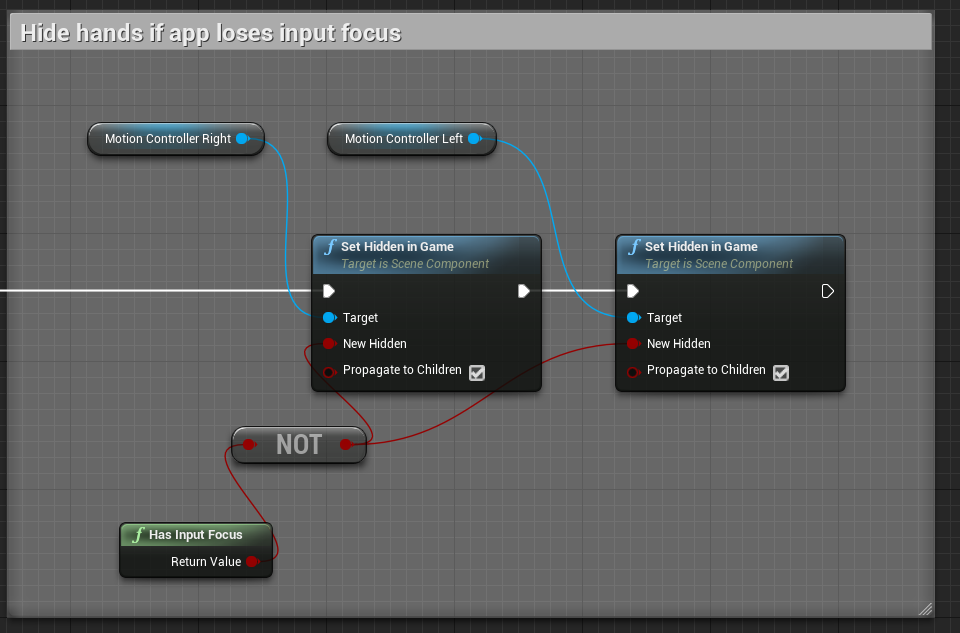 Hide hands if app loses input focus
Motion Controller Right
Motion Controller Left
f Set Hidden in Game
Target is Scene Component
Target
New Hidden
Propagate to Children
f Set Hidden in Game
Target is Scene Component
Target
New Hidden
Propagate to Children
NOT
f Has Input Focus
Return Value